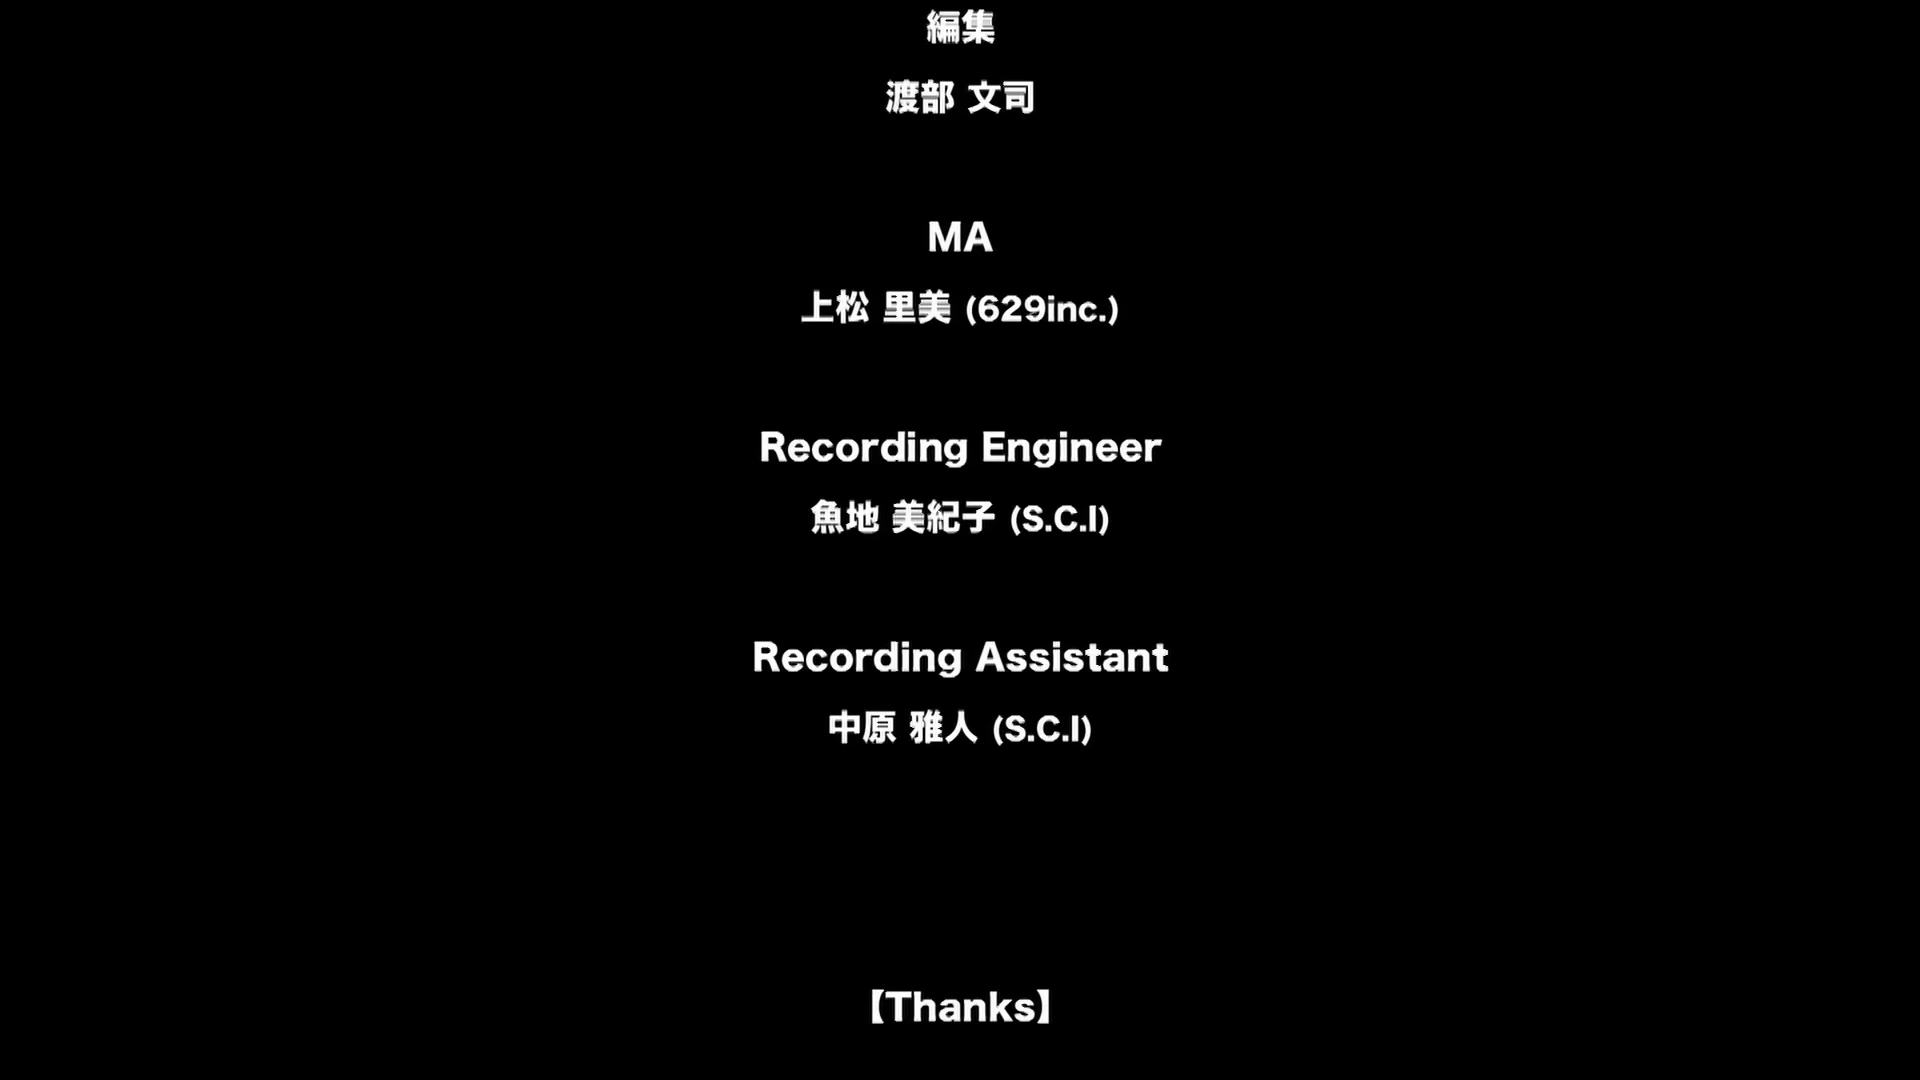 編集
渡部 文司
MA
上松 里美 (629inc.)
Recording Engineer
魚地 美紀子 (S.C.I)
Recording Assistant
中原 雅人 (S.C.I)
【Thanks】